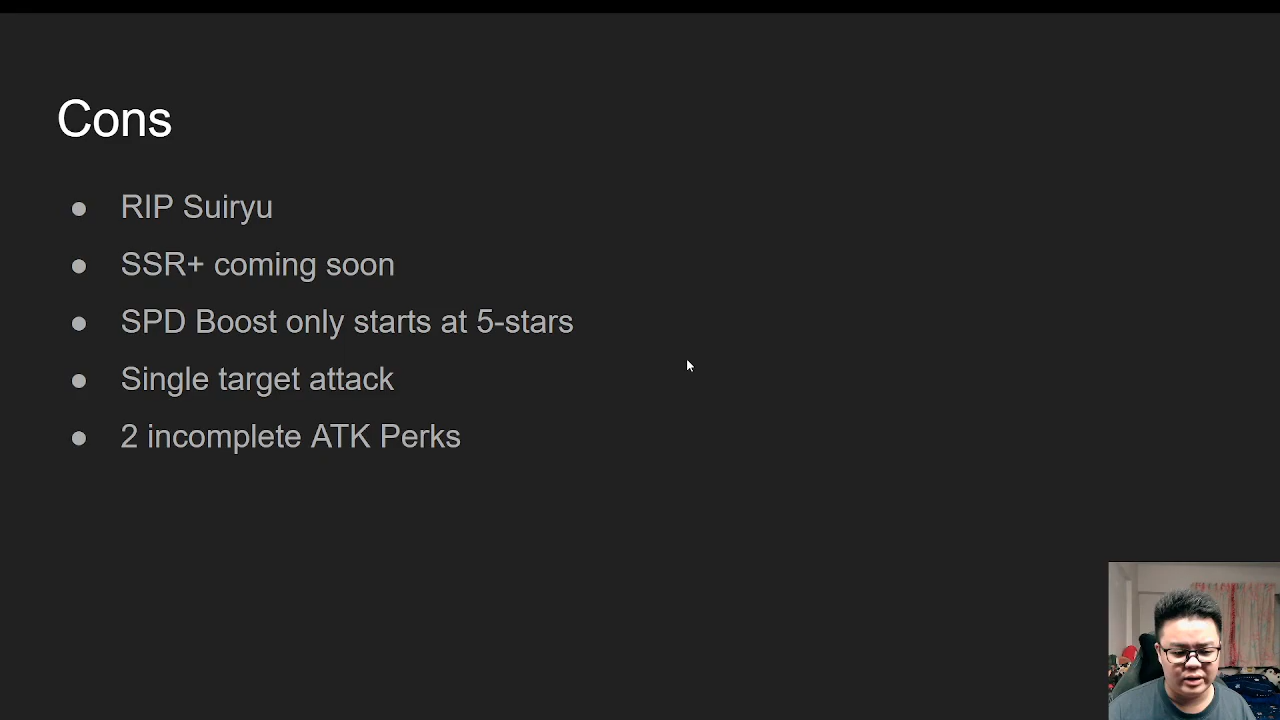 Cons
● RIP Suiryu
● SSR+ coming soon
● SPD Boost only starts at 5-stars
● Single target attack
● 2 incomplete ATK Perks